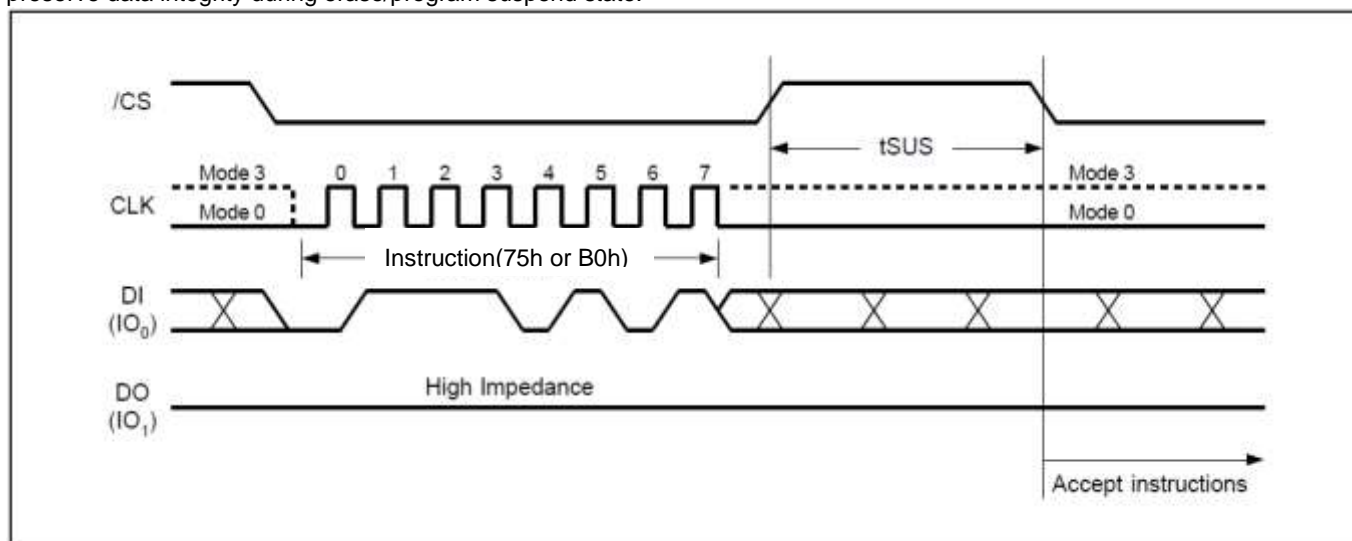 preserve data integrity during erase/program suspend state.
/CS
tSUS
Mode 3 0 1 2 3 4 5 6 7 Mode 3
CLK
Mode 0 Mode 0
Instruction(75h or B0h)
DI
(IO0)
High Impedance
DO
(IO1)
Accept instructions